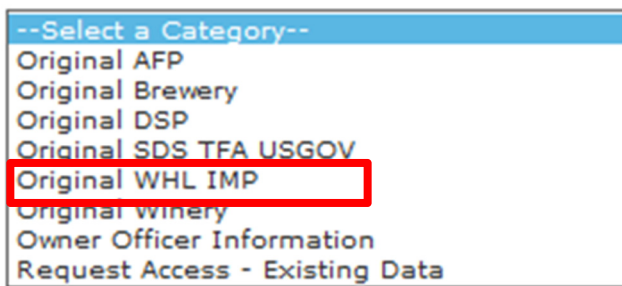 --Select a Category--
Original AFP
Original Brewery
Original DSP
Original SDS TFA USGOV
Original WHL IMP
Original Winery
Owner Officer Information
Request Access - Existing Data